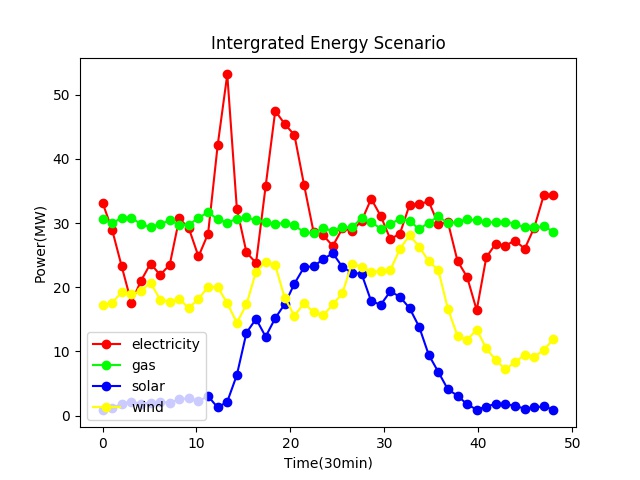 Intergrated Energy Scenario
Power(MW)
50
40
30
20
10
0
electricity
gas
solar
wind
0 10 20 30 40 50
Time(30min)